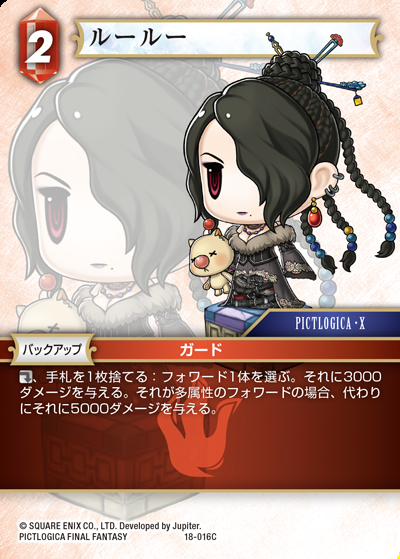 2
ルールー
PICTLOGICA・X
バックアップ
ガード
、手札を1枚捨てる：フォワード1体を選ぶ。それに3000
ダメージを与える。それが多属性のフォワードの場合、代わり
にそれに5000ダメージを与える。
© SQUARE ENIX CO., LTD. Developed by Jupiter.
PICTLOGICA FINAL FANTASY
18-016C